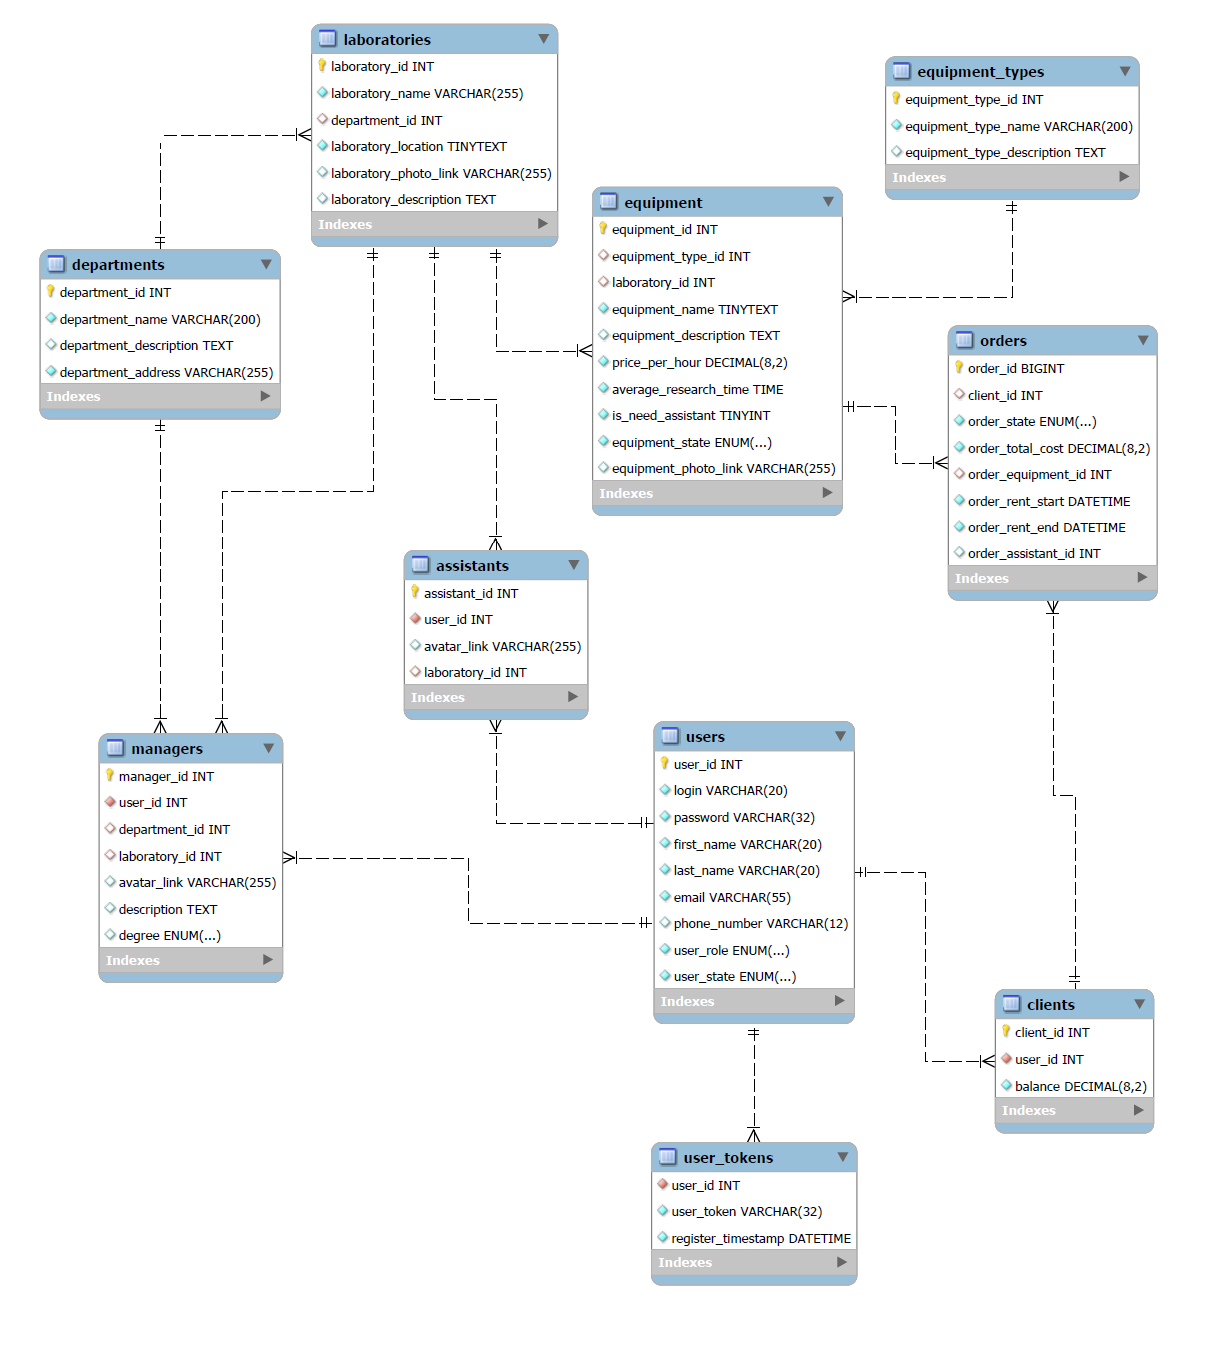 laboratories
laboratory_id INT
laboratory_name VARCHAR(255)
department_id INT
laboratory_location TINYTEXT
laboratory_photo_link VARCHAR(255)
laboratory_description TEXT
Indexes
equipment_types
equipment_type_id INT
equipment_type_name VARCHAR(200)
equipment_type_description TEXT
Indexes
equipment
equipment_id INT
equipment_type_id INT
laboratory_id INT
equipment_name TINYTEXT
equipment_description TEXT
price_per_hour DECIMAL(8,2)
average_research_time TIME
is_need_assistant TINYINT
equipment_state ENUM(...)
equipment_photo_link VARCHAR(255)
Indexes
departments
department_id INT
department_name VARCHAR(200)
department_description TEXT
department_address VARCHAR(255)
Indexes
orders
order_id BIGINT
client_id INT
order_state ENUM(...)
order_total_cost DECIMAL(8,2)
order_equipment_id INT
order_rent_start DATETIME
order_rent_end DATETIME
order_assistant_id INT
Indexes
assistants
assistant_id INT
user_id INT
avatar_link VARCHAR(255)
laboratory_id INT
Indexes
managers
manager_id INT
user_id INT
department_id INT
laboratory_id INT
avatar_link VARCHAR(255)
description TEXT
degree ENUM(...)
Indexes
users
user_id INT
login VARCHAR(20)
password VARCHAR(32)
first_name VARCHAR(20)
last_name VARCHAR(20)
email VARCHAR(55)
phone_number VARCHAR(12)
user_role ENUM(...)
user_state ENUM(...)
Indexes
clients
client_id INT
user_id INT
balance DECIMAL(8,2)
Indexes
user_tokens
user_id INT
user_token VARCHAR(32)
register_timestamp DATETIME
Indexes